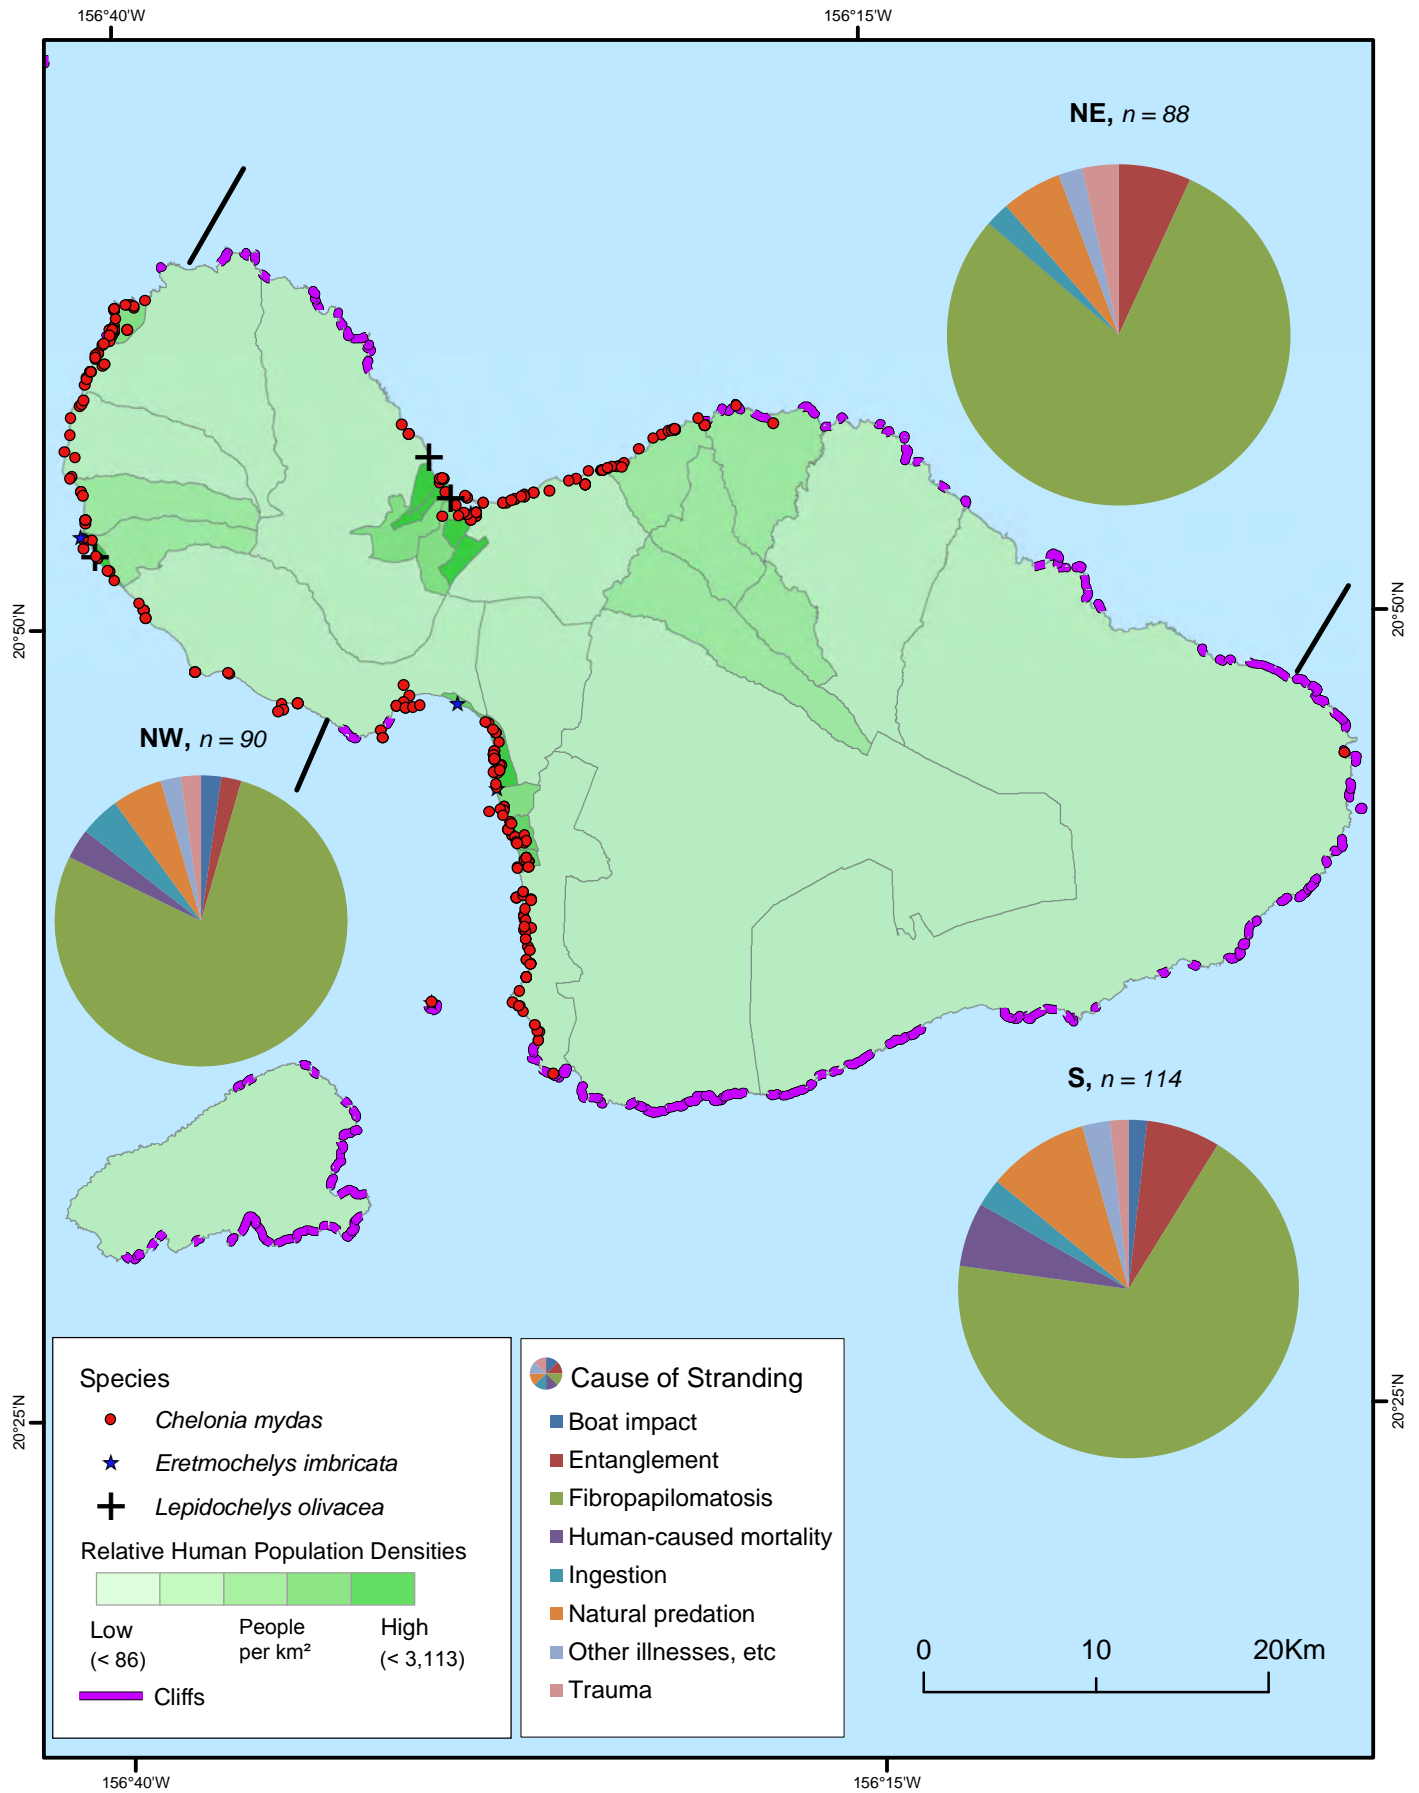 156°40'W
156°15'W
NE, n = 88
20°50'N
20°50'N
NW, n = 90
S, n = 114
20°25'N
20°25'N
Species
Chelonia mydas
Eretmochelys imbricata
Lepidochelys olivacea
Relative Human Population Densities
Low
(< 86)
People
per km²
High
(< 3,113)
Cliffs
Cause of Stranding
Boat impact
Entanglement
Fibropapilomatosis
Human-caused mortality
Ingestion
Natural predation
Other illnesses, etc
Trauma
0 10 20Km
156°40'W
156°15'W